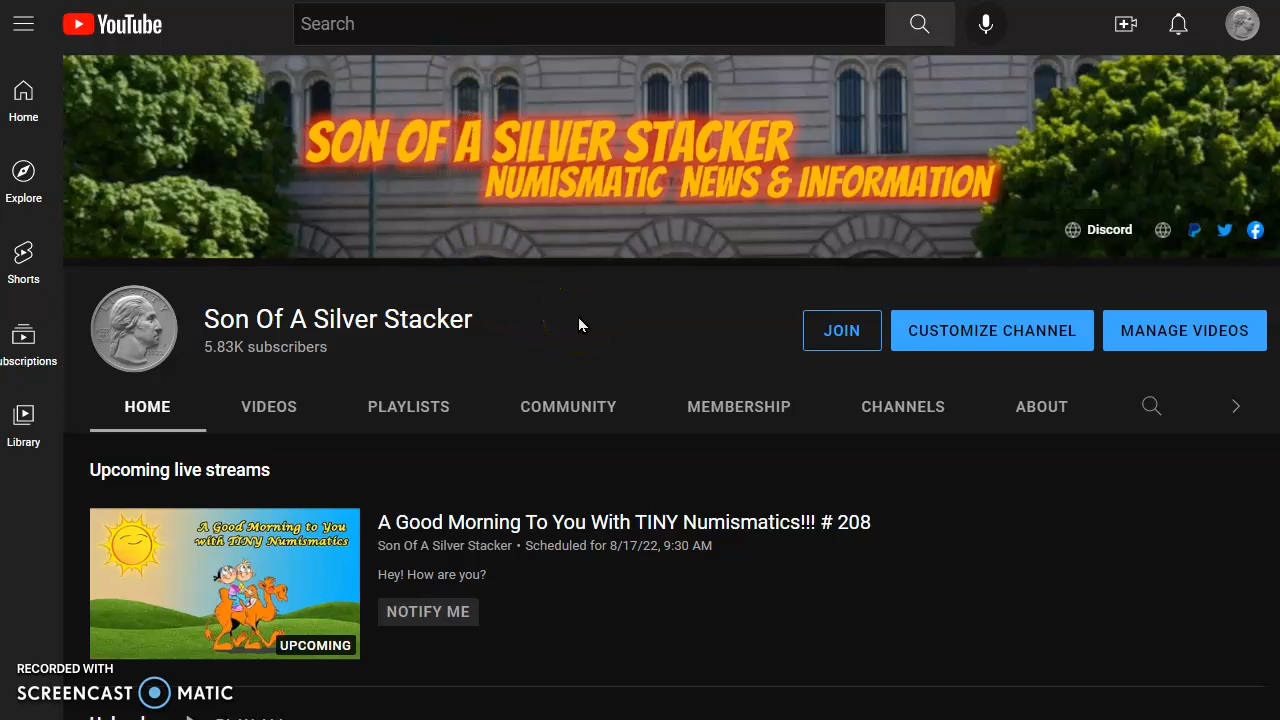 YouTube
Search
Home
Explore
Shorts
ubscriptions
Library
SON OF A SILVER STACKER
NUMISMATIC NEWS & INFORMATION
Discord
Son Of A Silver Stacker
5.83K subscribers
JOIN
CUSTOMIZE CHANNEL
MANAGE VIDEOS
HOME
VIDEOS
PLAYLISTS
COMMUNITY
MEMBERSHIP
CHANNELS
ABOUT
Upcoming live streams
A Good Morning to You
with TINY Numismatics
UPCOMING
A Good Morning To You With TINY Numismatics!!! # 208
Son Of A Silver Stacker • Scheduled for 8/17/22, 9:30 AM
Hey! How are you?
NOTIFY ME
RECORDED WITH
SCREENCAST MATIC